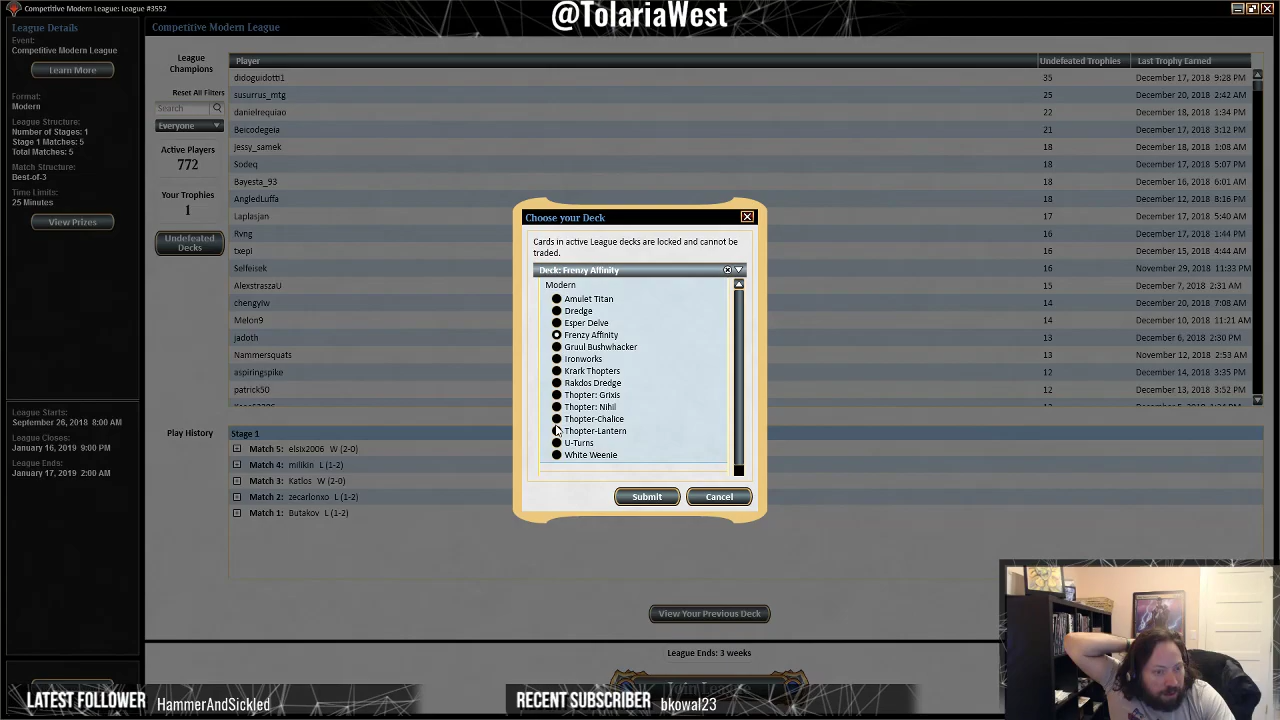 Competitive Modern League: League #3552
@TolariaWest
League Details
Event:
Competitive Modern League
Learn More
Format:
Modern
League Structure:
Number of Stages: 1
Stage 1 Matches: 5
Total Matches: 5
Match Structure:
Best-of-3
Time Limits:
25 Minutes
View Prizes
League Starts:
September 26, 2018 8:00 AM
League Closes:
January 16, 2019 9:00 PM
League Ends:
January 17, 2019 2:00 AM
Competitive Modern League
League
Champions
Reset All Filters
Search
Everyone
Active Players
772
Your Trophies
1
Undefeated
Decks
Player Undefeated Trophies Last Trophy Earned
didoguidotti1 35 December 17, 2018 9:28 PM
susurrus_mtg 25 December 20, 2018 2:42 AM
danielrequiao 22 December 18, 2018 1:34 PM
Beicodegeia 21 December 17, 2018 3:12 PM
jessy_samek 18 December 18, 2018 1:08 AM
Sodeq 18 December 17, 2018 5:07 PM
Bayesta_93 18 December 16, 2018 6:01 AM
AngledLuffa 18 December 12, 2018 8:16 AM
Laplasjan 17 December 17, 2018 5:40 AM
Rvng 16 December 17, 2018 1:44 PM
txepi 16 December 17, 2018 6:43 PM
Selfeisek 16 November 29, 2018 11:33 PM
AlexstraszaU 15 December 7, 2018 2:31 AM
chengyiw 14 December 20, 2018 7:08 AM
Melon9 14 December 10, 2018 11:21 AM
jadoth 13 December 6, 2018 2:30 PM
Nammersquats 13 November 12, 2018 2:53 AM
aspiringspike 12 December 14, 2018 3:35 PM
patrick50 12 December 13, 2018 3:52 PM
Choose your Deck
Cards in active League decks are locked and cannot be
traded.
Deck: Frenzy Affinity
Modern
Amulet Titan
Dredge
Esper Delve
Frenzy Affinity
Gruul Bushwhacker
Ironworks
Krark Thopters
Rakdos Dredge
Thopter: Grixis
Thopter: Nihil
Thopter-Chalice
Thopter-Lantern
U-Turns
White Weenie
Submit Cancel
Play History
Stage 1
Match 5: elsix2006 W (2-0)
Match 4: milikin L (1-2)
Match 3: Katlos W (2-0)
Match 2: zecarlonxo L (1-2)
Match 1: Butakov L (1-2)
View Your Previous Deck
League Ends: 3 weeks
Join League
LATEST FOLLOWER HammerAndSickled
RECENT SUBSCRIBER bkowal23